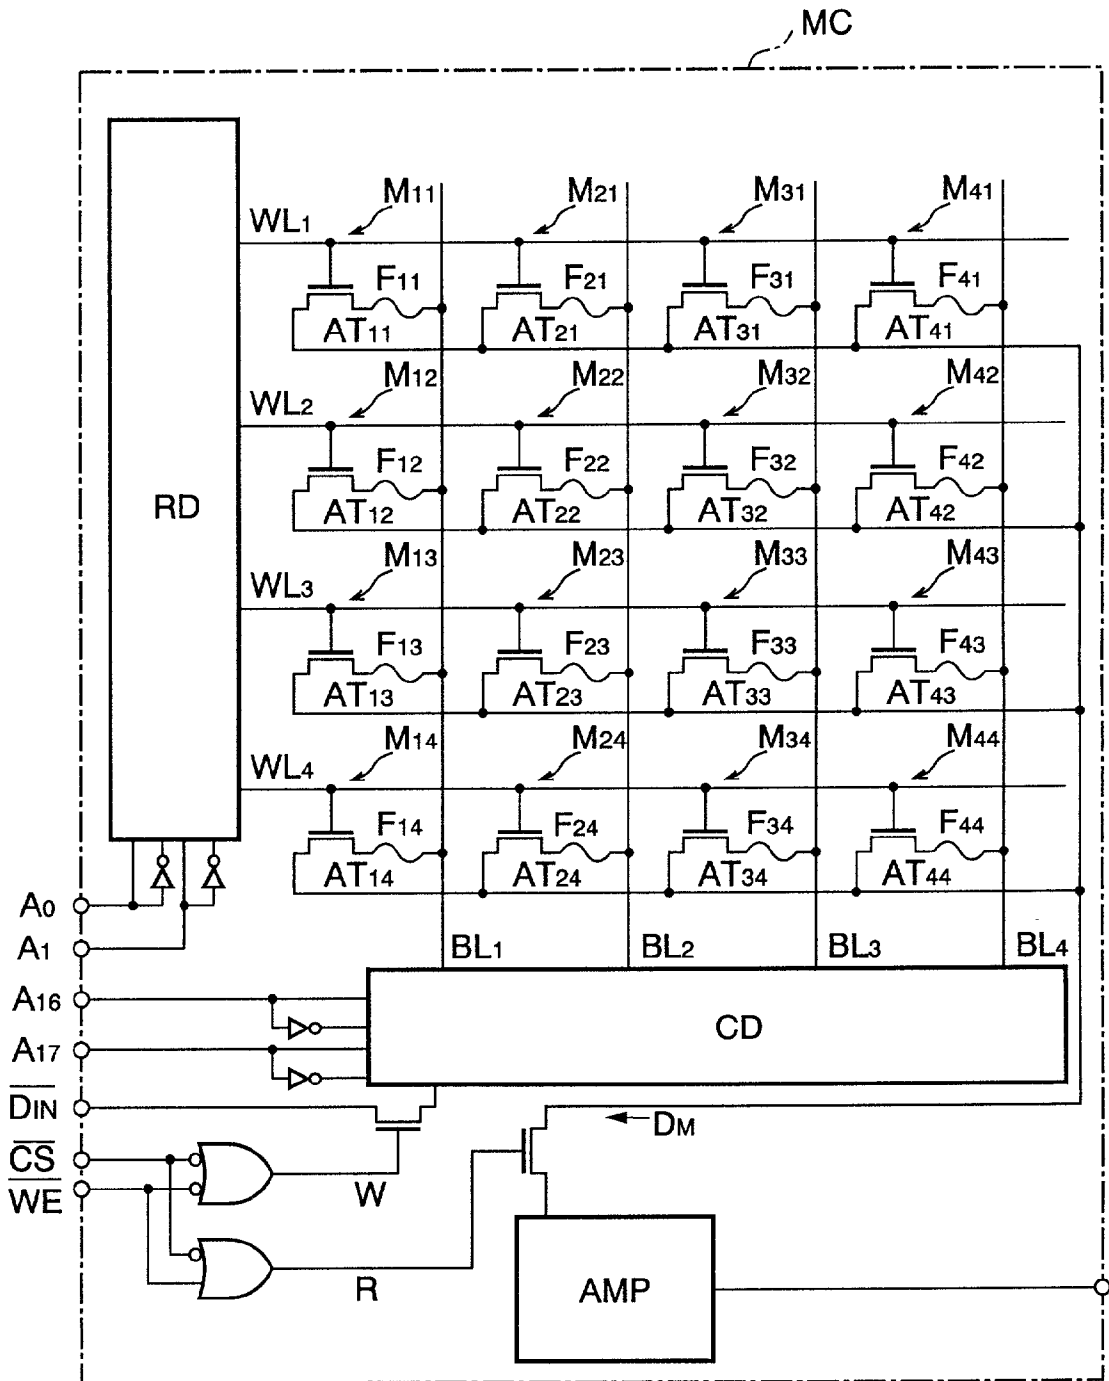 MC
M11 M21 M31 M41
WL1
F11 F21 F31 F41
AT11 AT21 AT31 AT41
M12 M22 M32 M42
WL2
F12 F22 F32 F42
RD
AT12 AT22 AT32 AT42
M13 M23 M33 M43
WL3
F13 F23 F33 F43
AT13 AT23 AT33 AT43
M14 M24 M34 M44
WL4
F14 F24 F34 F44
AT14 AT24 AT34 AT44
A0
A1
BL1 BL2 BL3 BL4
A16
CD
A17
D̅I̅N̅
DM
C̅S̅
W̅E̅
W
R
AMP